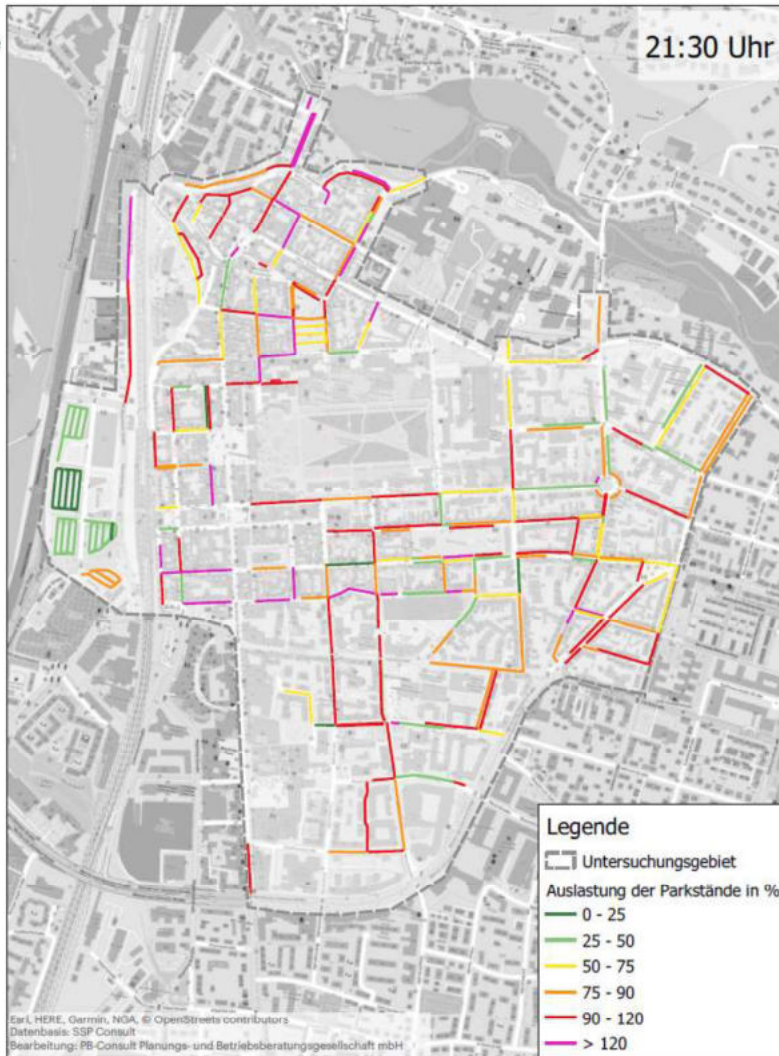 21:30 Uhr
Legende
Untersuchungsgebiet
Auslastung der Parkstände in %
0 - 25
25 - 50
50 - 75
75 - 90
90 - 120
> 120
Esri, HERE, Garmin, NGA, © OpenStreets contributors
Datenbasis: SSP Consult
Bearbeitung: PB-Consult Planungs- und Betriebsberatungsgesellschaft mbH